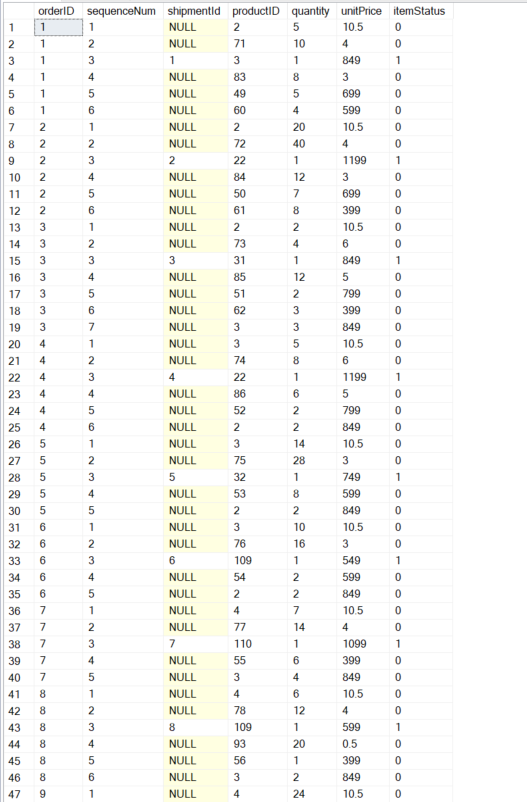 orderID sequenceNum shipmentId productID quantity unitPrice itemStatus
1 1 1 NULL 2 5 10.5 0
2 1 2 NULL 71 10 4 0
3 1 3 1 3 1 849 1
4 1 4 NULL 83 8 3 0
5 1 5 NULL 49 5 699 0
6 1 6 NULL 60 4 599 0
7 2 1 NULL 2 20 10.5 0
8 2 2 NULL 72 40 4 0
9 2 3 2 22 1 1199 1
10 2 4 NULL 84 12 3 0
11 2 5 NULL 50 7 699 0
12 2 6 NULL 61 8 399 0
13 3 1 NULL 2 2 10.5 0
14 3 2 NULL 73 4 6 0
15 3 3 3 31 1 849 1
16 3 4 NULL 85 12 5 0
17 3 5 NULL 51 2 799 0
18 3 6 NULL 62 3 399 0
19 3 7 NULL 3 3 849 0
20 4 1 NULL 3 5 10.5 0
21 4 2 NULL 74 8 6 0
22 4 3 4 22 1 1199 1
23 4 4 NULL 86 6 5 0
24 4 5 NULL 52 2 799 0
25 4 6 NULL 2 2 849 0
26 5 1 NULL 3 14 10.5 0
27 5 2 NULL 75 28 3 0
28 5 3 5 32 1 749 1
29 5 4 NULL 53 8 599 0
30 5 5 NULL 2 2 849 0
31 6 1 NULL 3 10 10.5 0
32 6 2 NULL 76 16 3 0
33 6 3 6 109 1 549 1
34 6 4 NULL 54 2 599 0
35 6 5 NULL 2 2 849 0
36 7 1 NULL 4 7 10.5 0
37 7 2 NULL 77 14 4 0
38 7 3 7 110 1 1099 1
39 7 4 NULL 55 6 399 0
40 7 5 NULL 3 4 849 0
41 8 1 NULL 4 6 10.5 0
42 8 2 NULL 78 12 4 0
43 8 3 8 109 1 599 1
44 8 4 NULL 93 20 0.5 0
45 8 5 NULL 56 1 399 0
46 8 6 NULL 3 2 849 0
47 9 1 NULL 4 24 10.5 0